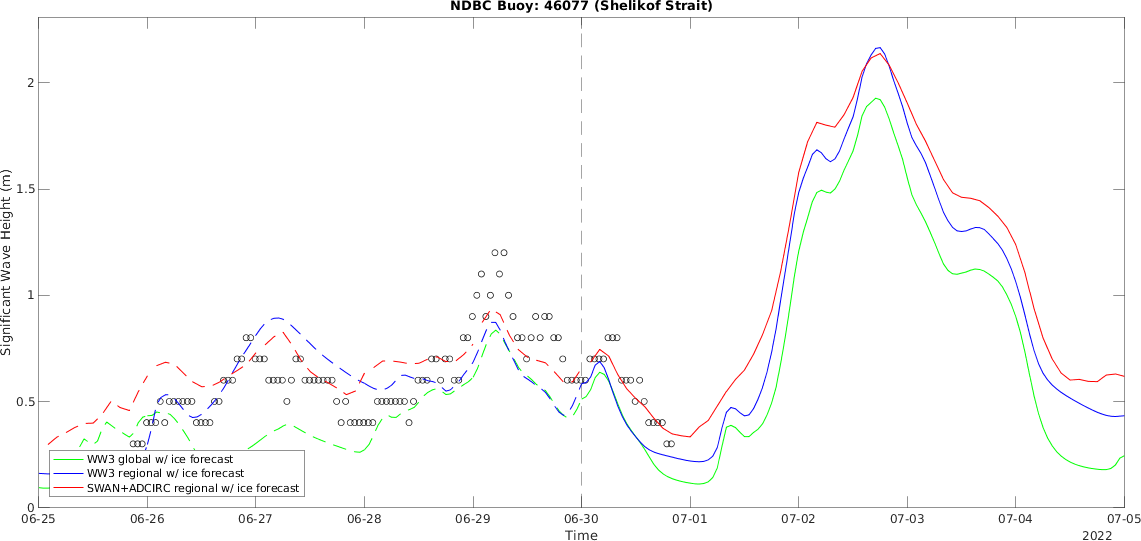 NDBC Buoy: 46077 (Shelikof Strait)
Significant Wave Height (m)
2
1.5
1
0.5
0
WW3 global w/ ice forecast
WW3 regional w/ ice forecast
SWAN+ADCIRC regional w/ ice forecast
06-25 06-26 06-27 06-28 06-29 06-30 07-01 07-02 07-03 07-04 07-05
Time
2022